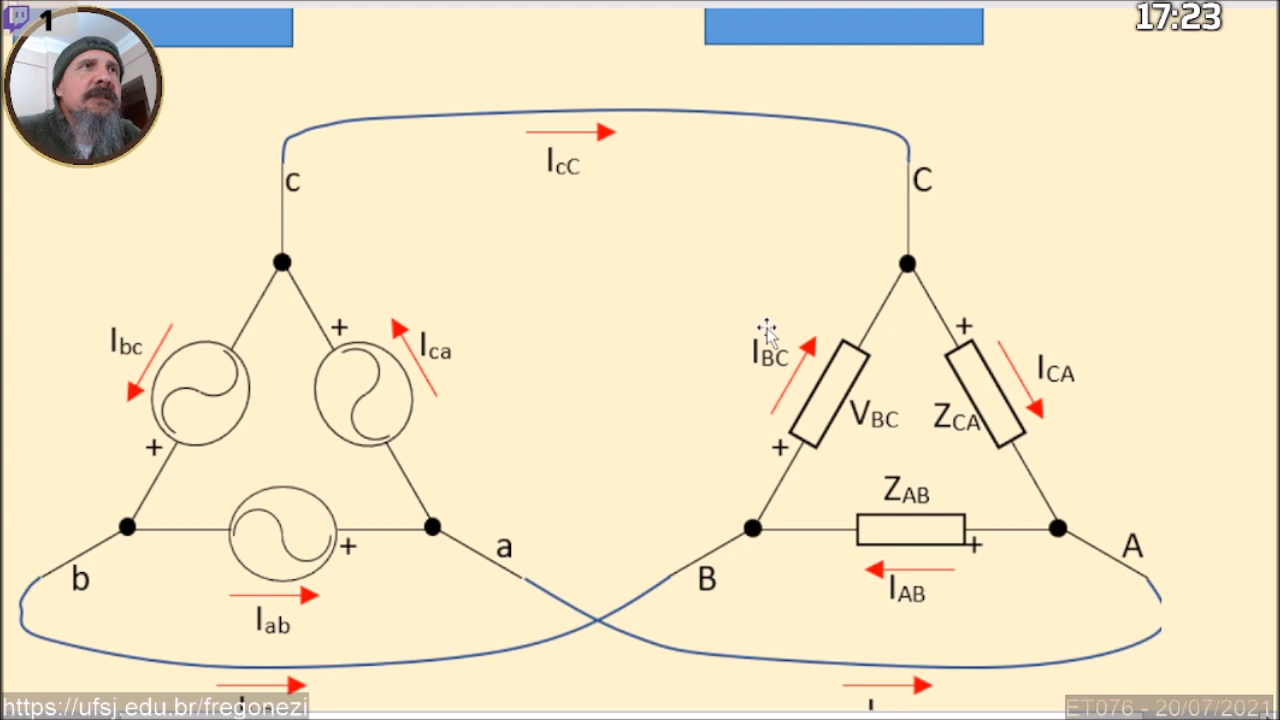 1
17:23
IcC
c
C
Ibc
+
Ica
+
+
IBC
VBC
+
ZCA
ICA
+
b
a
Iab
ZAB
+
IAB
B
A
I
I
https://ufsj.edu.br/fregonezi
ET076 - 20/07/2021